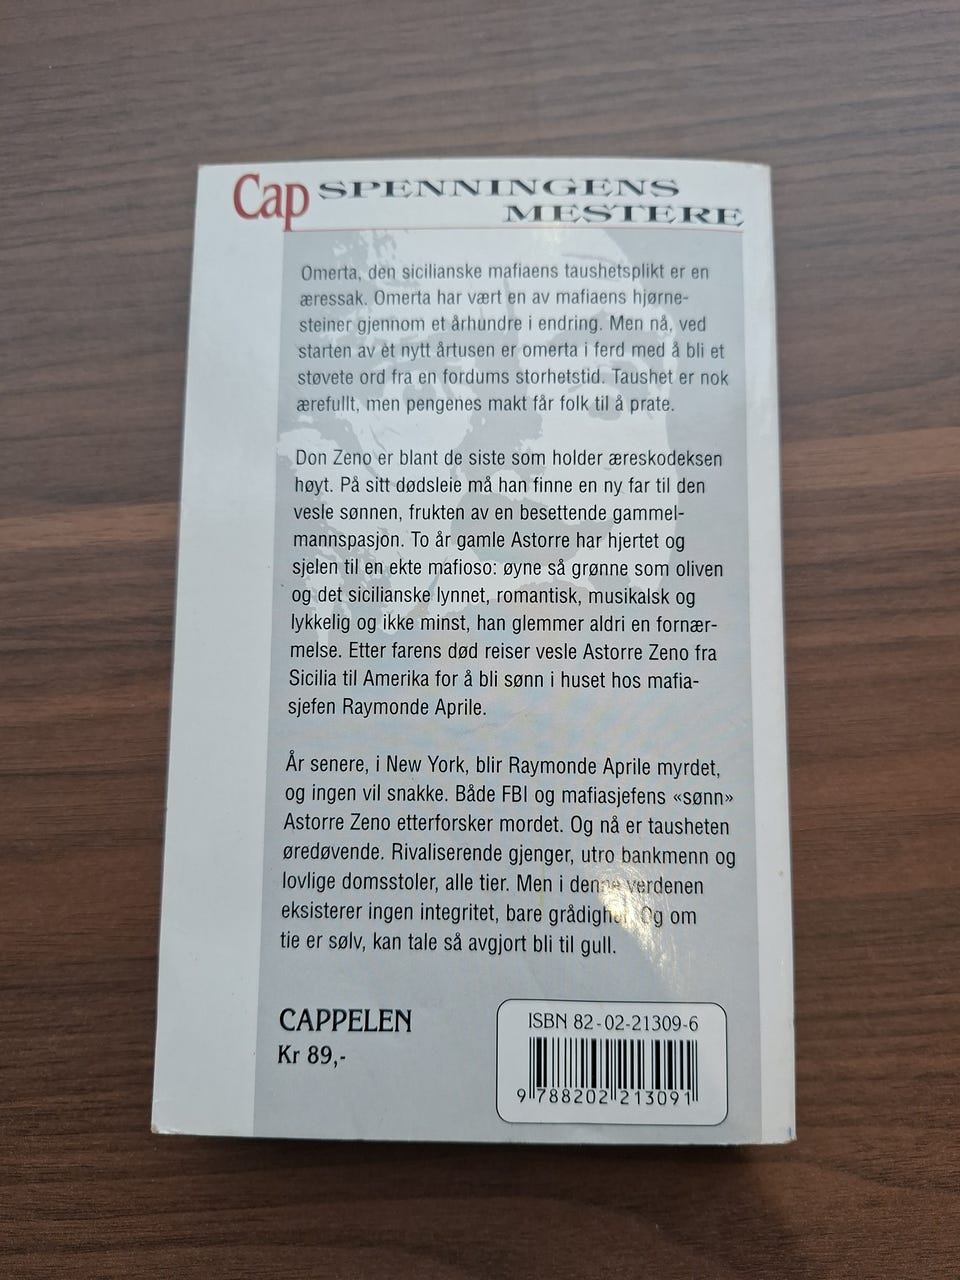 Cap SPENNINGENS
MESTERE
Omerta, den sicilianske mafiaens taushetsplikt er en
æressak. Omerta har vært en av mafiaens hjørne-
steiner gjennom et århundre i endring. Men nå, ved
starten av et nytt årtusen er omerta i ferd med å bli et
støvete ord fra en fordums storhetstid. Taushet er nok
ærefullt, men pengenes makt får folk til å prate.
Don Zeno er blant de siste som holder æreskodeksen
høyt. På sitt dødsleie må han finne en ny far til den
vesle sønnen, frukten av en besettende gammel-
mannspasjon. To år gamle Astorre har hjertet og
sjelen til en ekte mafioso: øyne så grønne som oliven
og det sicilianske lynnet, romantisk, musikalsk og
lykkelig og ikke minst, han glemmer aldri en fornær-
melse. Etter farens død reiser vesle Astorre Zeno fra
Sicilia til Amerika for å bli sønn i huset hos mafia-
sjefen Raymonde Aprile.
År senere, i New York, blir Raymonde Aprile myrdet,
og ingen vil snakke. Både FBI og mafiasjefens «sønn»
Astorre Zeno etterforsker mordet. Og nå er tausheten
øredøvende. Rivaliserende gjenger, utro bankmenn og
lovlige domsstoler, alle tier. Men i denne verdenen
eksisterer ingen integritet, bare Og om
tie er sølv, kan tale så avgjort bli til gull.
CAPPELEN
Kr 89,-
ISBN 82-02-21309-6
9 788202 213091